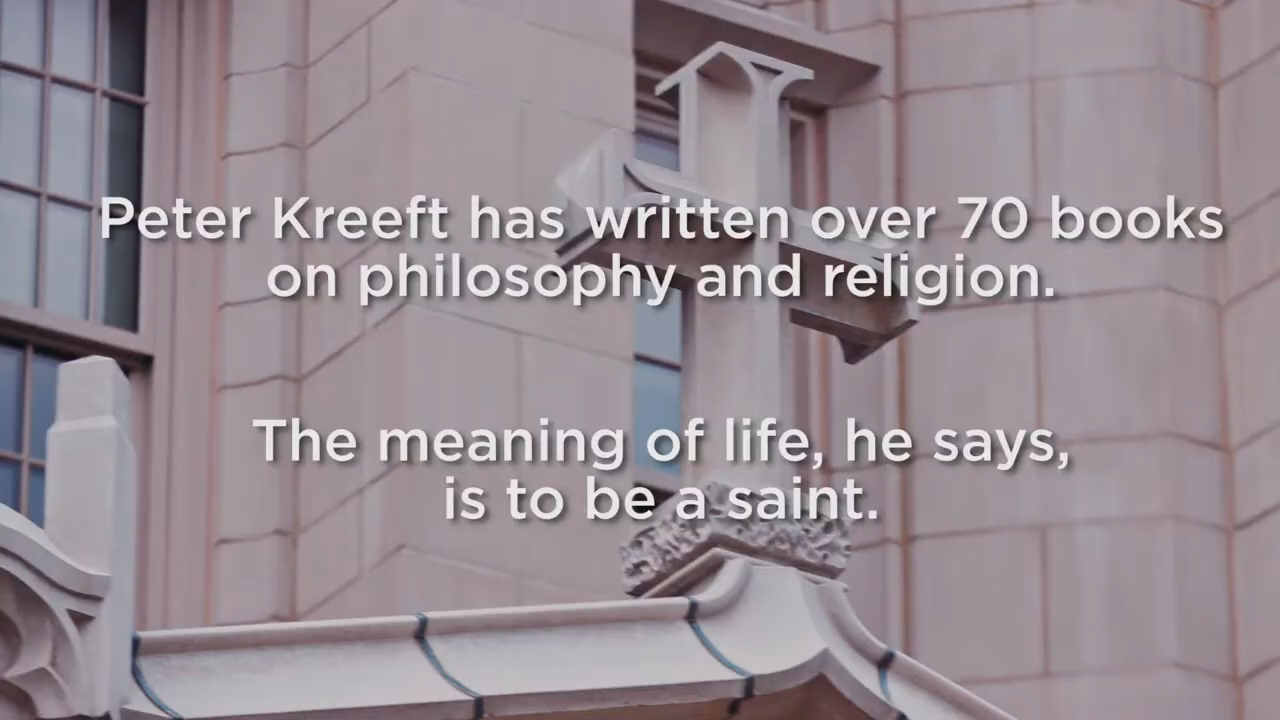 Peter Kreeft has written over 70 books
on philosophy and religion.
The meaning of life, he says,
is to be a saint.